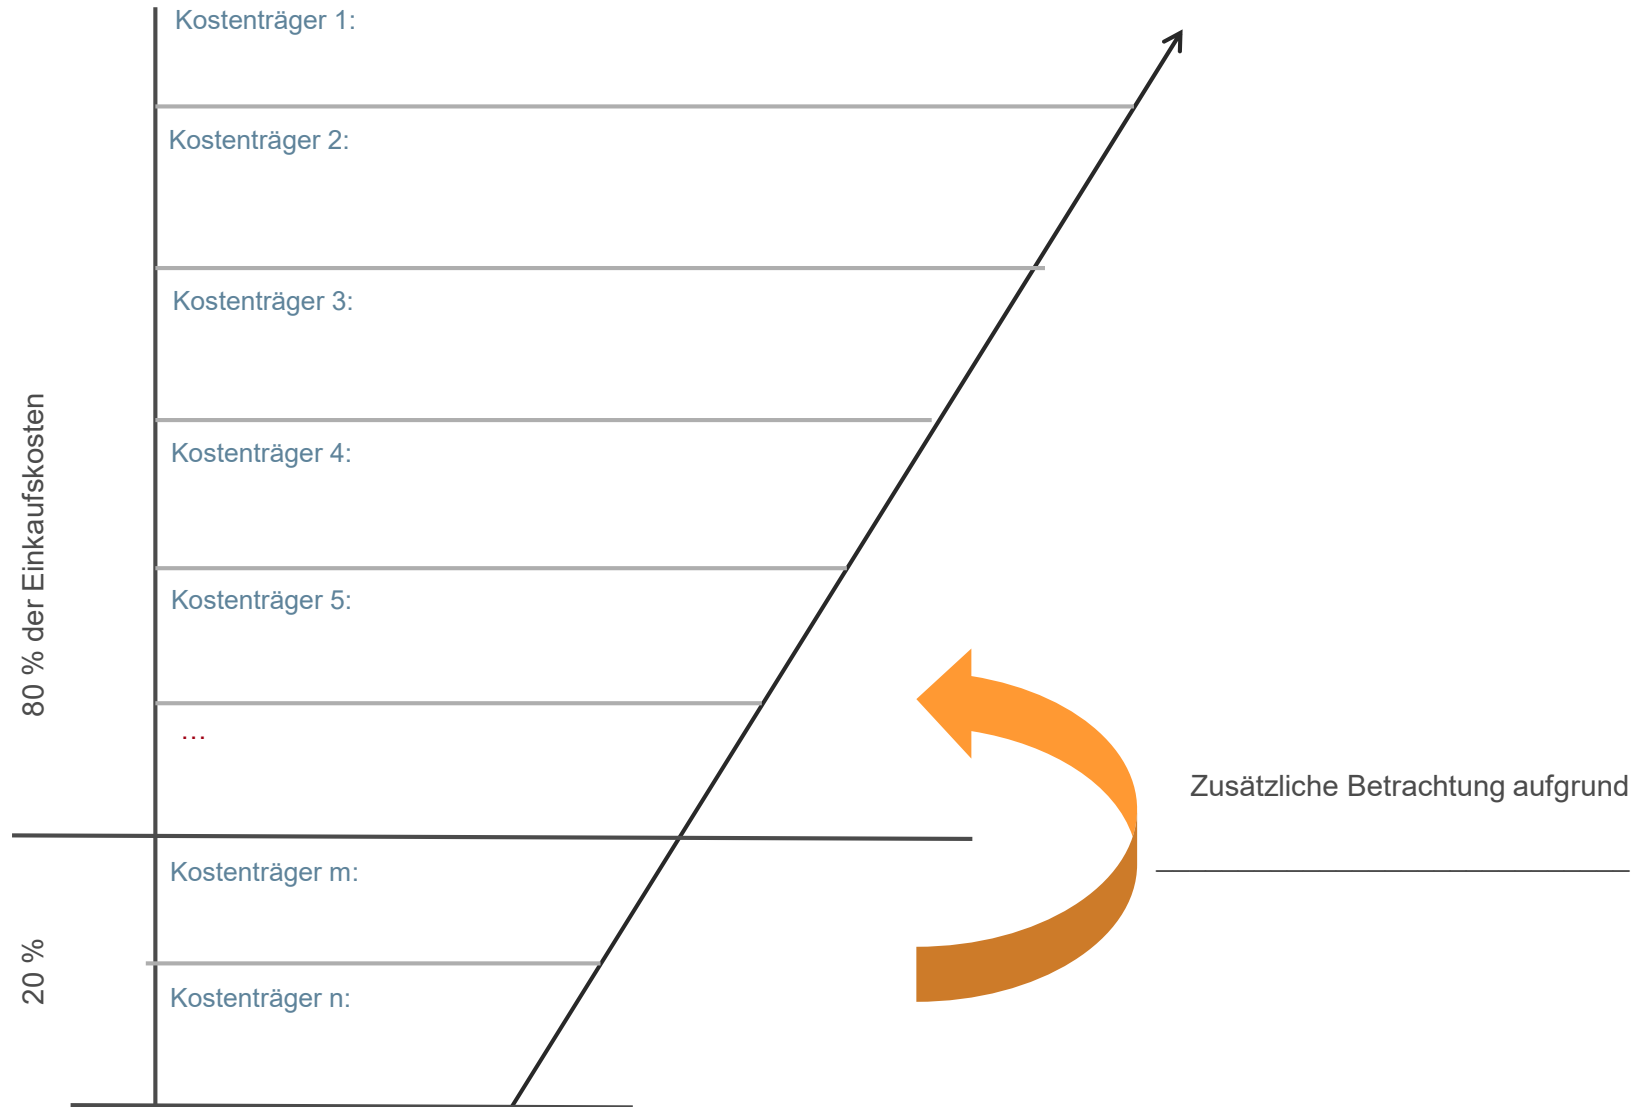 Kostenträger 1:
Kostenträger 2:
Kostenträger 3:
Kostenträger 4:
Kostenträger 5:
…
Kostenträger m:
Kostenträger n:
80 % der Einkaufskosten
20 %
Zusätzliche Betrachtung aufgrund